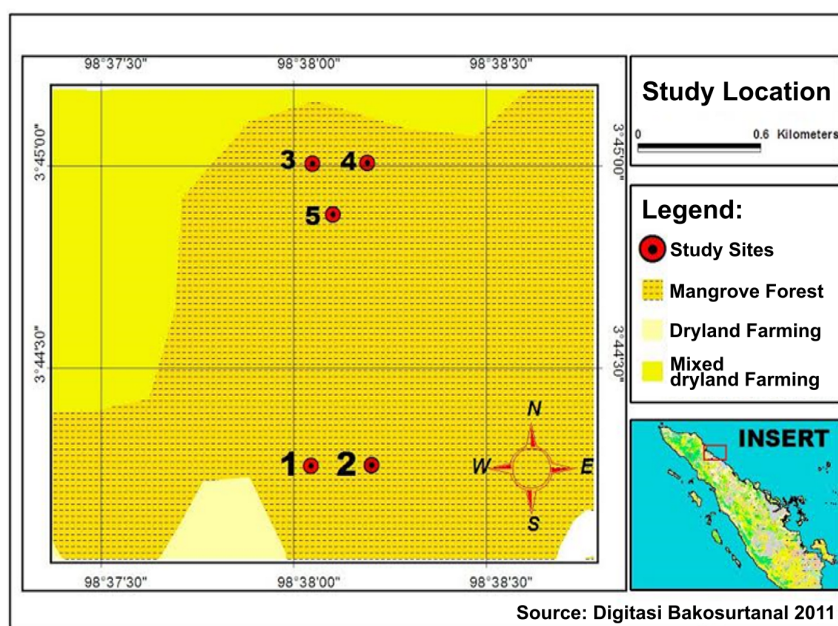 98°37'30" 98°38'00" 98°38'30"
Study Location
0 0.6 Kilometers
3°45'00" 3 4 3°45'00"
5
Legend:
Study Sites
Mangrove Forest
Dryland Farming
Mixed
dryland Farming
3°44'30" 3°44'30"
N
W E
S
1 2
INSERT
98°37'30" 98°38'00" 98°38'30"
Source: Digitasi Bakosurtanal 2011